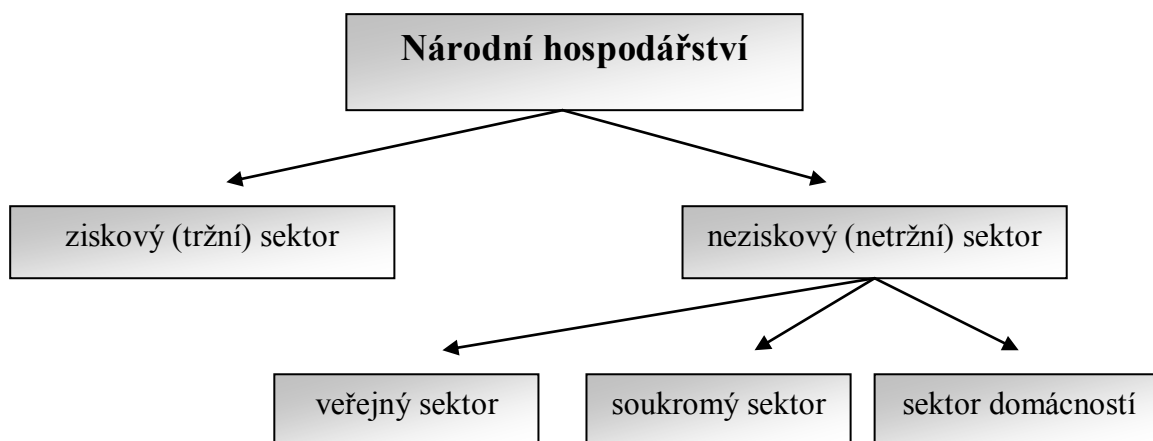 Národní hospodářství
ziskový (tržní) sektor
neziskový (netržní) sektor
veřejný sektor
soukromý sektor
sektor domácností